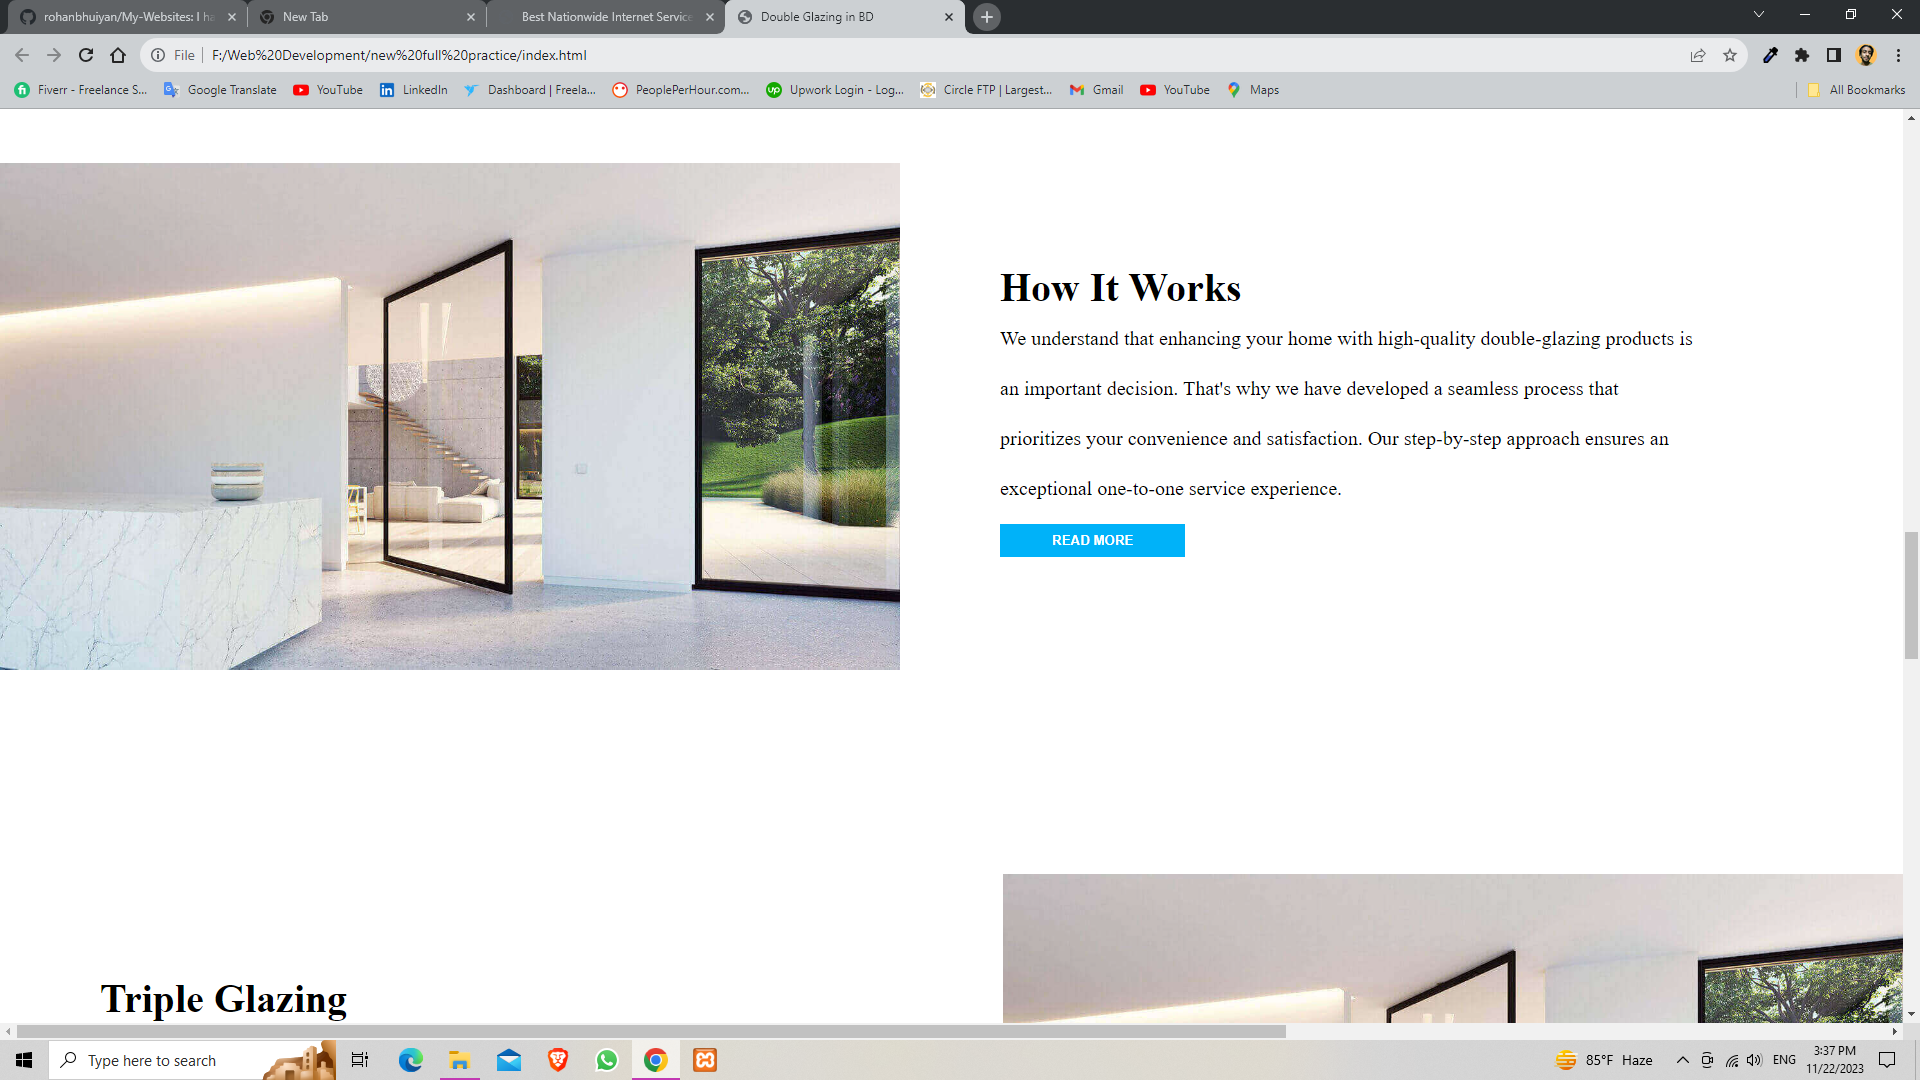 rohanbhuiyan/My-Websites: I ha
New Tab
Best Nationwide Internet Service
Double Glazing in BD
File
F:/Web%20Development/new%20full%20practice/index.html
Fiverr - Freelance S...
Google Translate
YouTube
LinkedIn
Dashboard | Freela...
PeoplePerHour.com...
Upwork Login - Log...
Circle FTP | Largest...
Gmail
YouTube
Maps
All Bookmarks
How It Works
We understand that enhancing your home with high-quality double-glazing products is
an important decision. That's why we have developed a seamless process that
prioritizes your convenience and satisfaction. Our step-by-step approach ensures an
exceptional one-to-one service experience.
READ MORE
Triple Glazing
Type here to search
85°F Haze
ENG
3:37 PM
11/22/2023